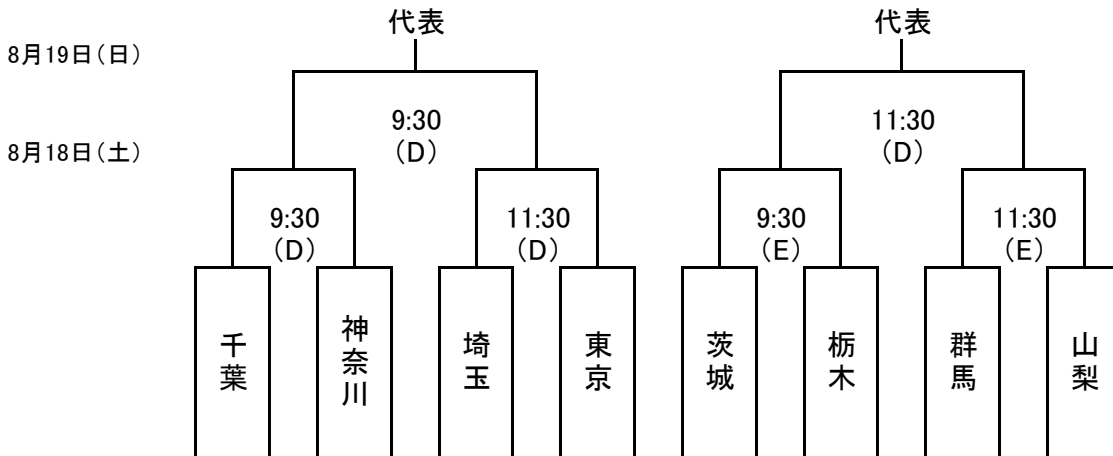 代表
代表
8月19日（日）
9:30
（D）
11:30
（D）
8月18日（土）
9:30
（D）
11:30
（D）
9:30
（E）
11:30
（E）
千葉
神奈川
埼玉
東京
茨城
栃木
群馬
山梨